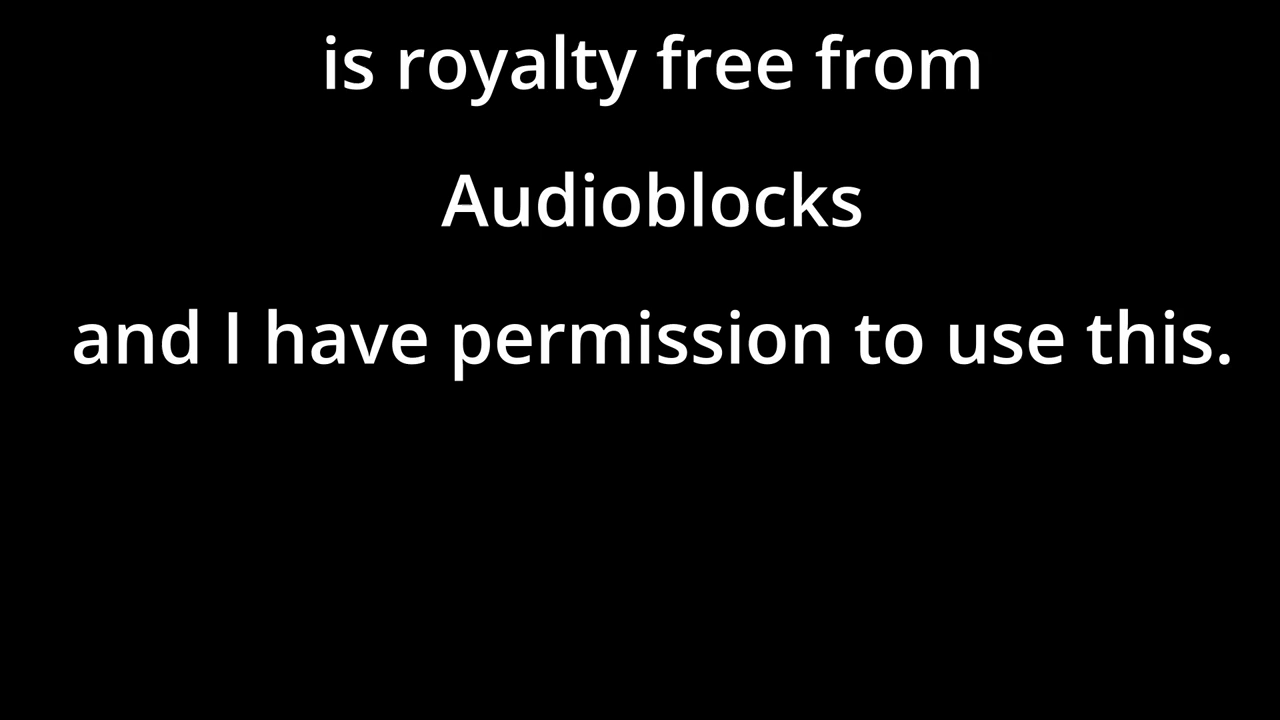 is royalty free from
Audioblocks
and I have permission to use this.